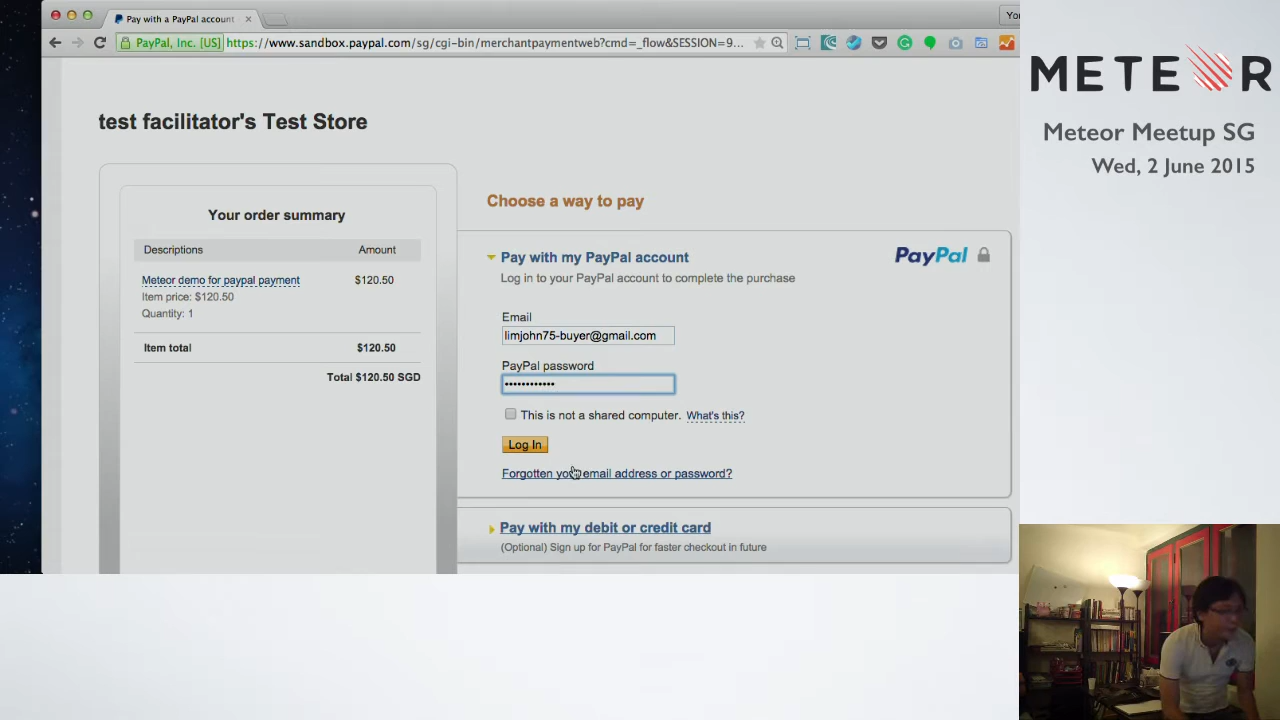 Pay with a PayPal account
Yo
PayPal, Inc. [US]
https://www.sandbox.paypal.com/sg/cgi-bin/merchantpaymentweb?cmd=_flow&SESSION=9...
METEOR
Meteor Meetup SG
Wed, 2 June 2015
test facilitator's Test Store
Your order summary
Descriptions Amount
Meteor demo for paypal payment $120.50
Item price: $120.50
Quantity: 1
Item total $120.50
Total $120.50 SGD
Choose a way to pay
Pay with my PayPal account
PayPal
Log in to your PayPal account to complete the purchase
Email
limjohn75-buyer@gmail.com
PayPal password
••••••••••••
This is not a shared computer. What's this?
Log In
Forgotten your email address or password?
Pay with my debit or credit card
(Optional) Sign up for PayPal for faster checkout in future